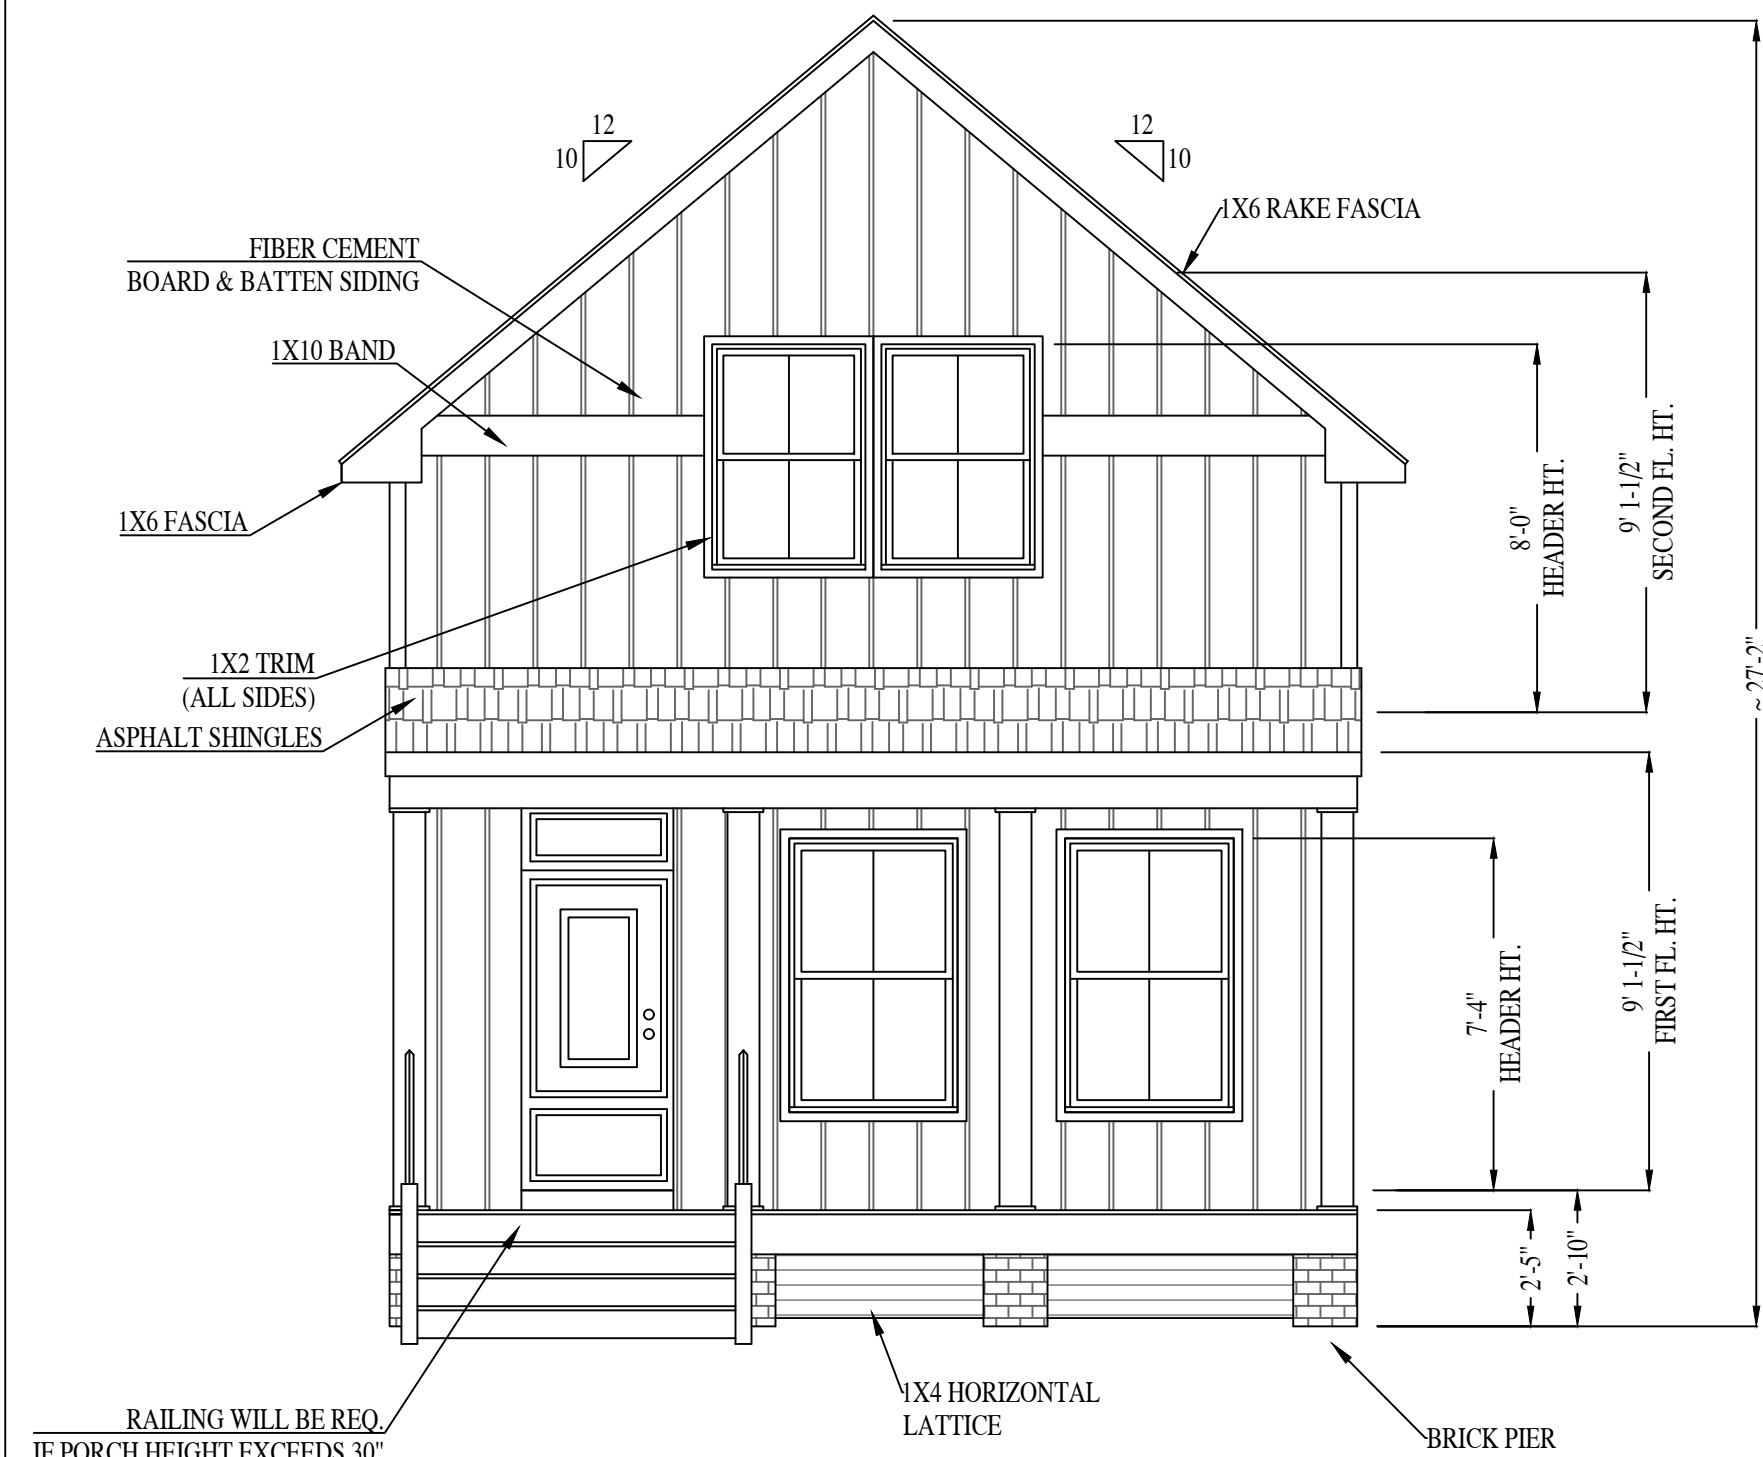 12
10
12
10
1X6 RAKE FASCIA
FIBER CEMENT
BOARD & BATTEN SIDING
1X10 BAND
1X6 FASCIA
8'-0"
HEADER HT.
9' 1-1/2"
SECOND FL. HT.
~ 27'-2"
1X2 TRIM
(ALL SIDES)
ASPHALT SHINGLES
7'-4"
HEADER HT.
9' 1-1/2"
FIRST FL. HT.
2'-5"
2'-10"
1X4 HORIZONTAL
LATTICE
BRICK PIER
RAILING WILL BE REQ.
IF PORCH HEIGHT EXCEEDS 30"